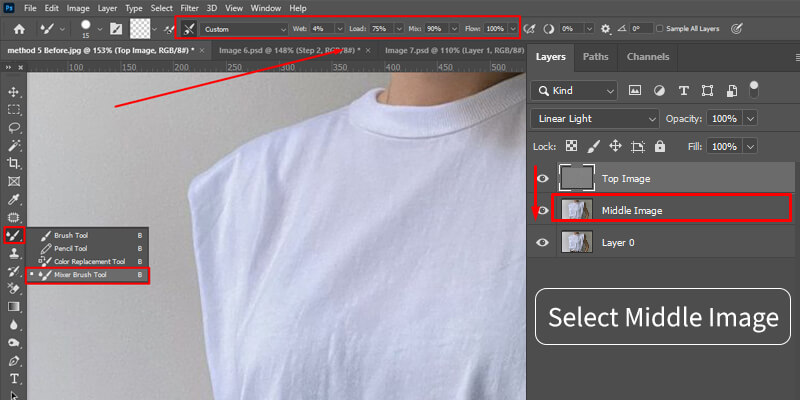 Ps File Edit Image Layer Type Select Filter 3D View Window Help
15 Custom Wet: 4% Load: 75% Mix: 90% Flow: 100% 0% 0° Sample All Layers
method 5 Before.jpg @ 153% (Top Image, RGB/8#) * × Image 6.psd @ 148% (Step 2, RGB/8#) * × Image 7.psd @ 110% (Layer 1, RGB/8#)
100 150 200 250 300 350 400 450 500
Layers Paths Channels
Kind
Linear Light Opacity: 100%
Lock: Fill: 100%
Top Image
Middle Image
Layer 0
Brush Tool B
Pencil Tool B
Color Replacement Tool B
Mixer Brush Tool B
Select Middle Image